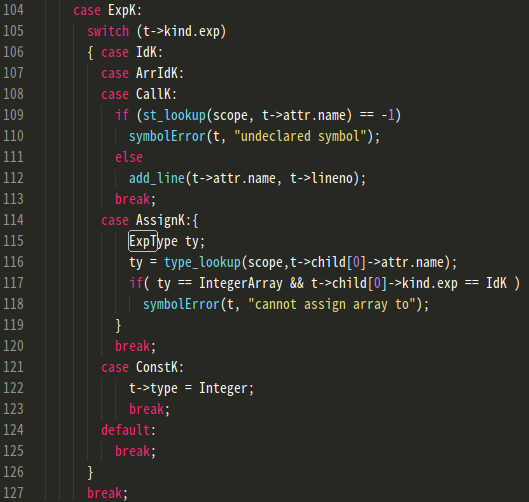 104 case ExpK:
105 switch (t->kind.exp)
106 { case IdK:
107 case ArrIdK:
108 case CallK:
109 if (st_lookup(scope, t->attr.name) == -1)
110 symbolError(t, "undeclared symbol");
111 else
112 add_line(t->attr.name, t->lineno);
113 break;
114 case AssignK:{
115 ExpType ty;
116 ty = type_lookup(scope,t->child[0]->attr.name);
117 if( ty == IntegerArray && t->child[0]->kind.exp == IdK )
118 symbolError(t, "cannot assign array to");
119 }
120 break;
121 case ConstK:
122 t->type = Integer;
123 break;
124 default:
125 break;
126 }
127 break;